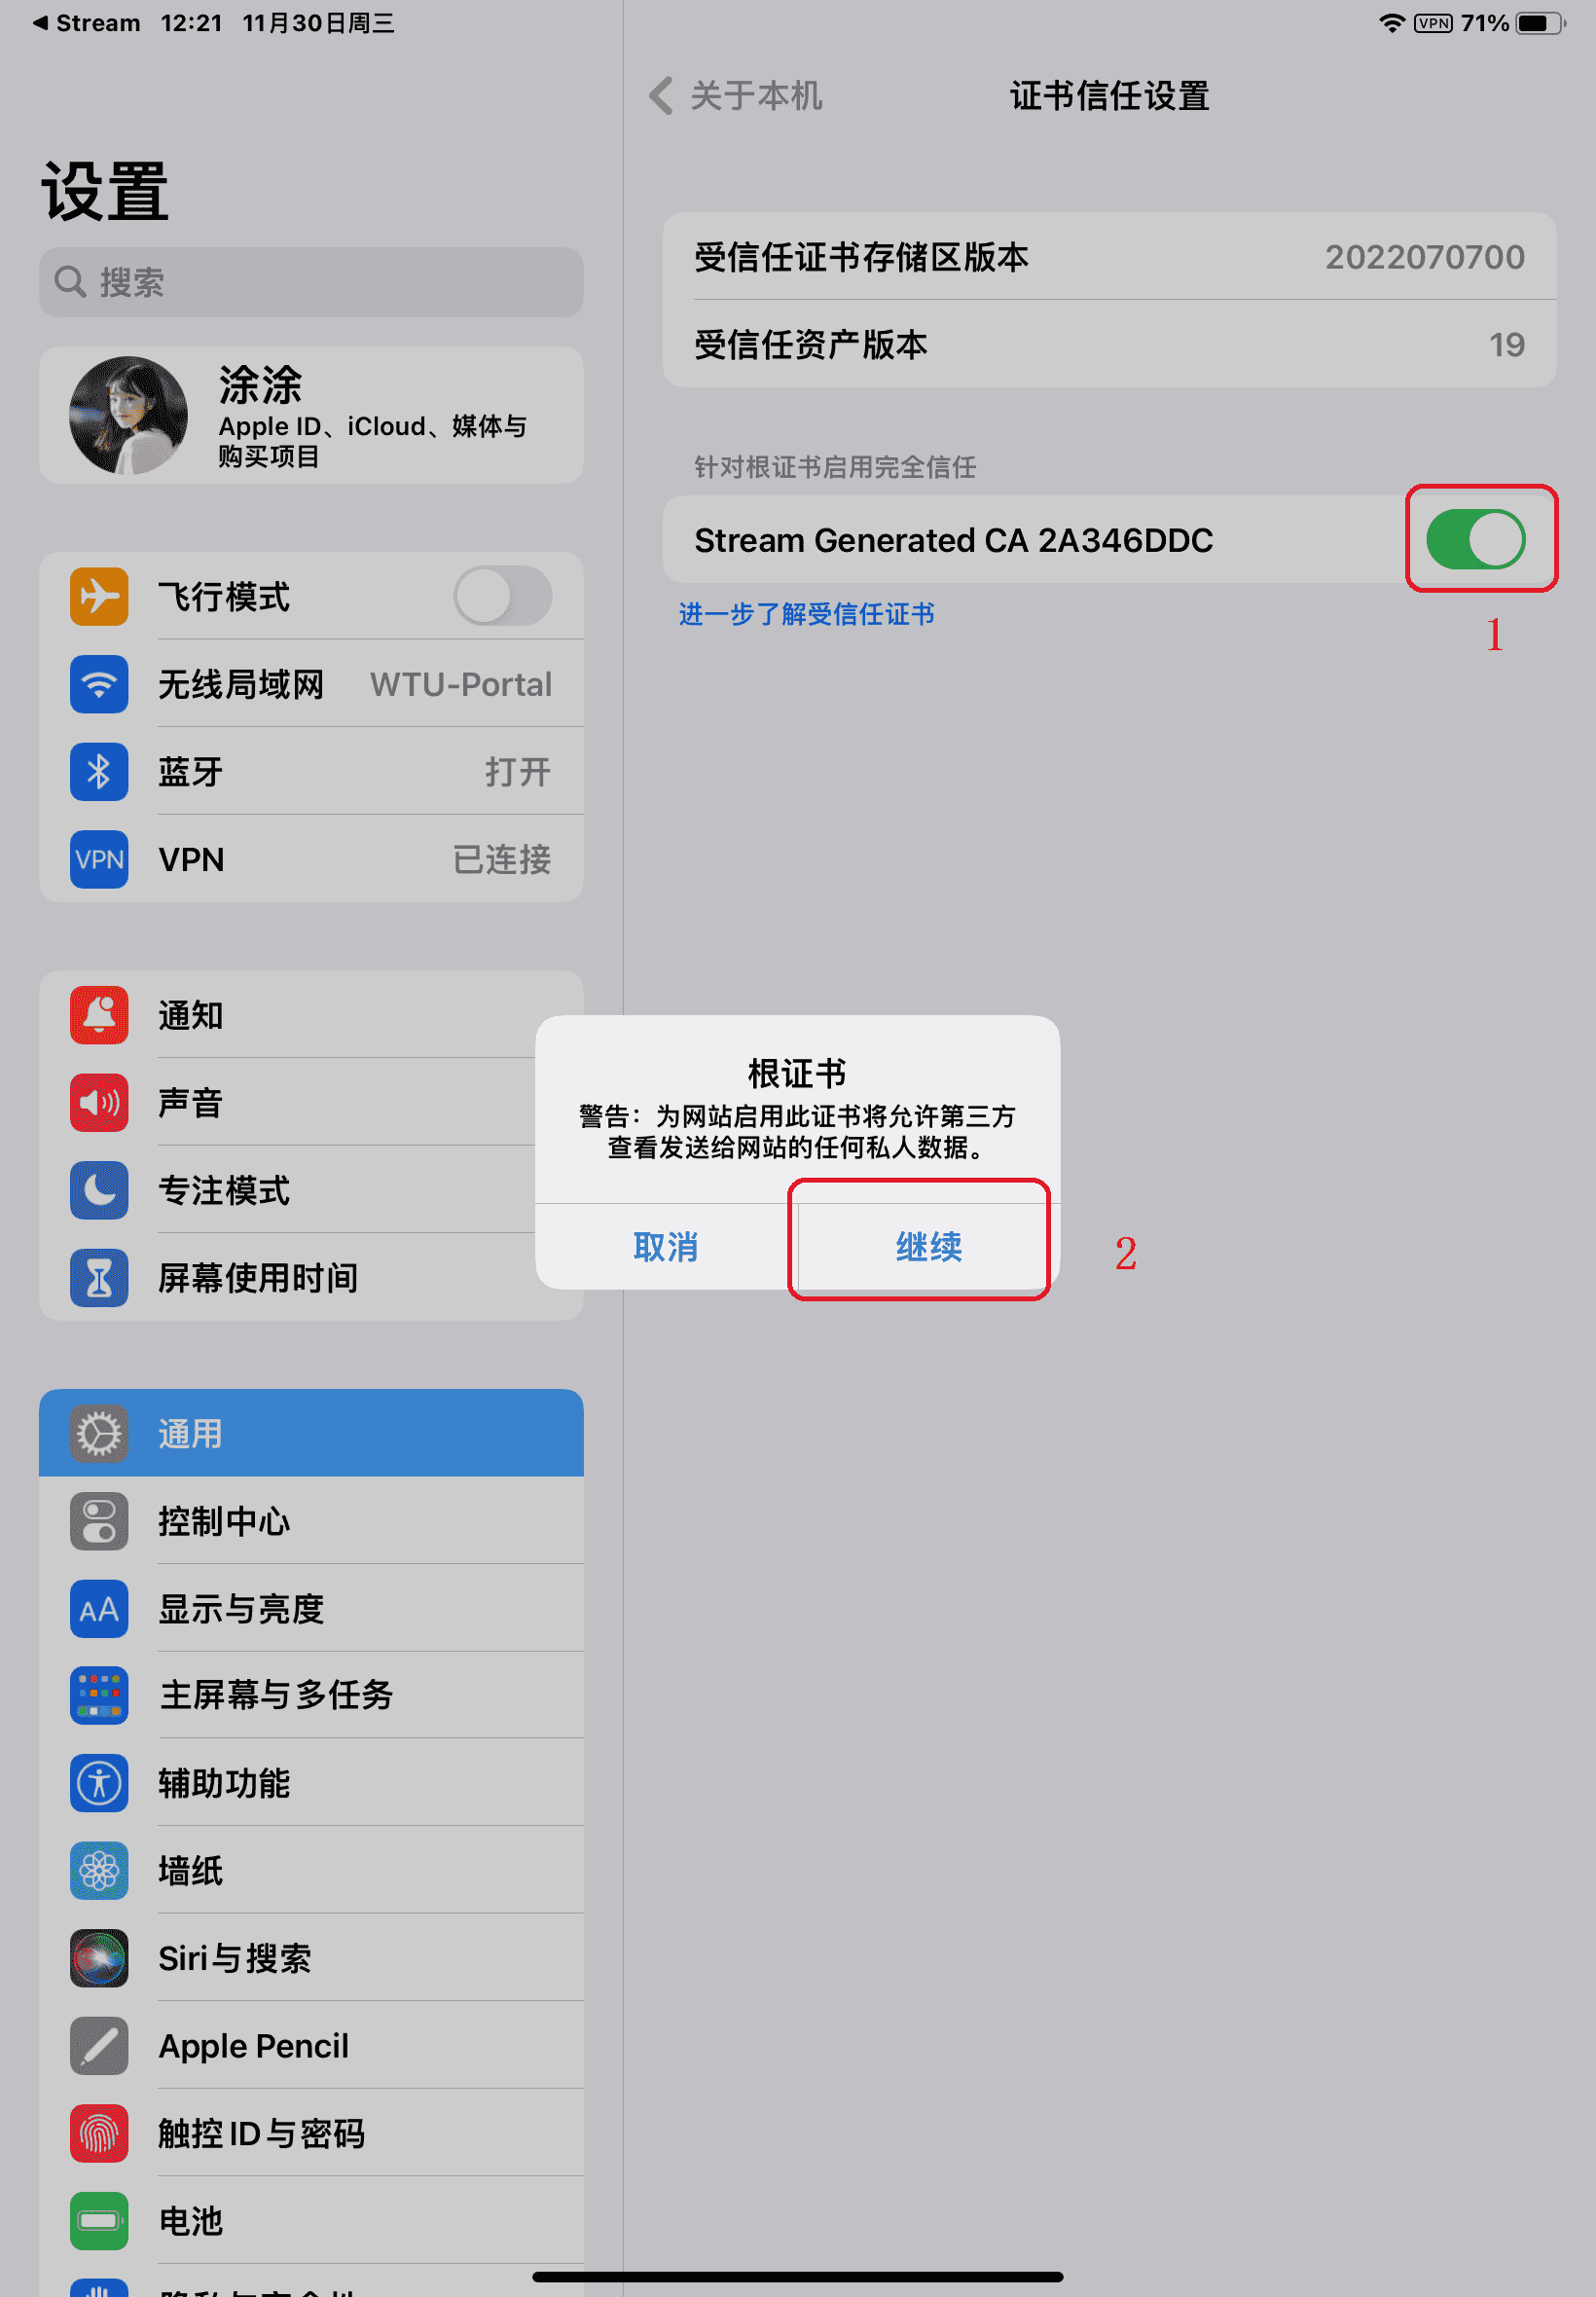 Stream 12:21 11月30日周三
VPN 71%
设置
搜索
涂涂
Apple ID、iCloud、媒体与
购买项目
飞行模式
无线局域网 WTU-Portal
蓝牙 打开
VPN VPN 已连接
通知
声音
专注模式
屏幕使用时间
通用
控制中心
AA 显示与亮度
主屏幕与多任务
辅助功能
墙纸
Siri与搜索
Apple Pencil
触控ID与密码
电池
隐私与安全性
关于本机 证书信任设置
受信任证书存储区版本 2022070700
受信任资产版本 19
针对根证书启用完全信任
Stream Generated CA 2A346DDC
进一步了解受信任证书
1
根证书
警告：为网站启用此证书将允许第三方
查看发送给网站的任何私人数据。
取消 继续
2